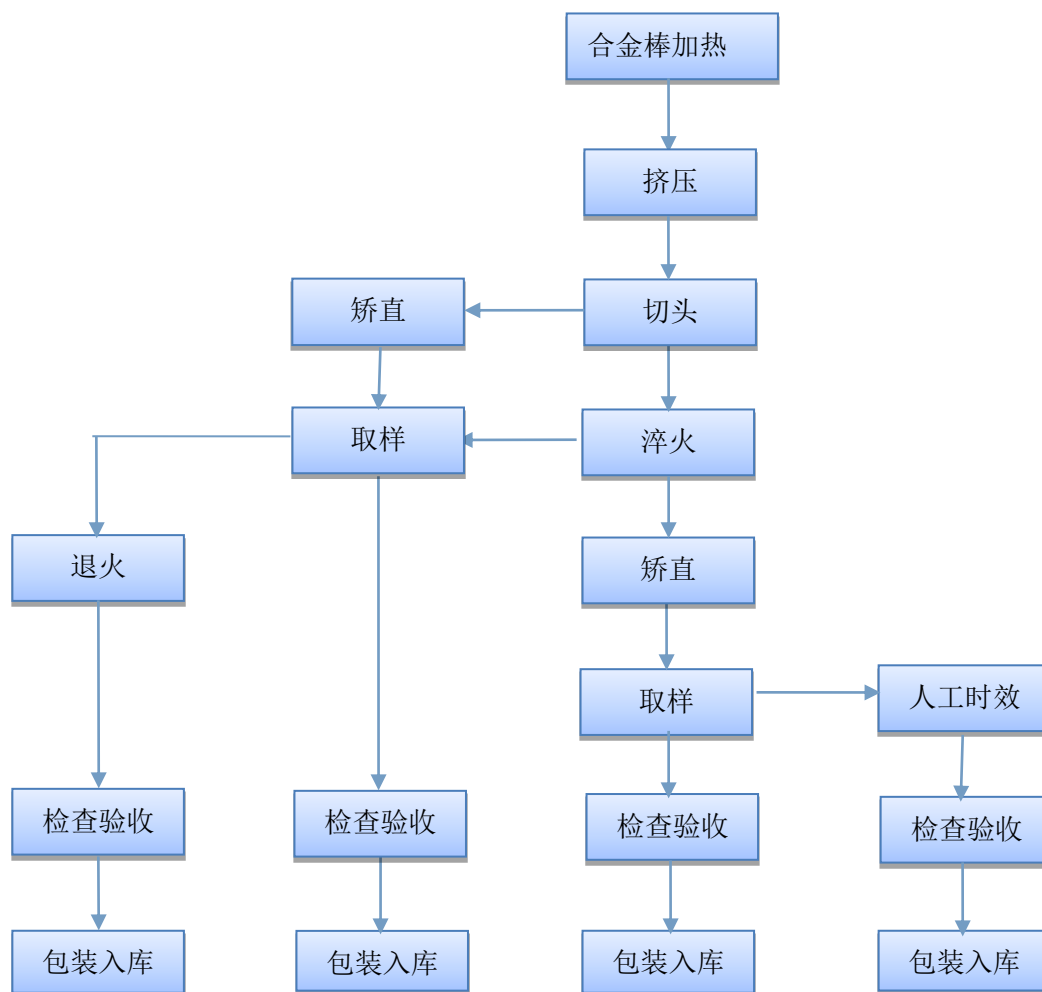 合金棒加热
挤压
矫直
切头
取样
淬火
退火
矫直
取样
人工时效
检查验收
检查验收
检查验收
检查验收
包装入库
包装入库
包装入库
包装入库